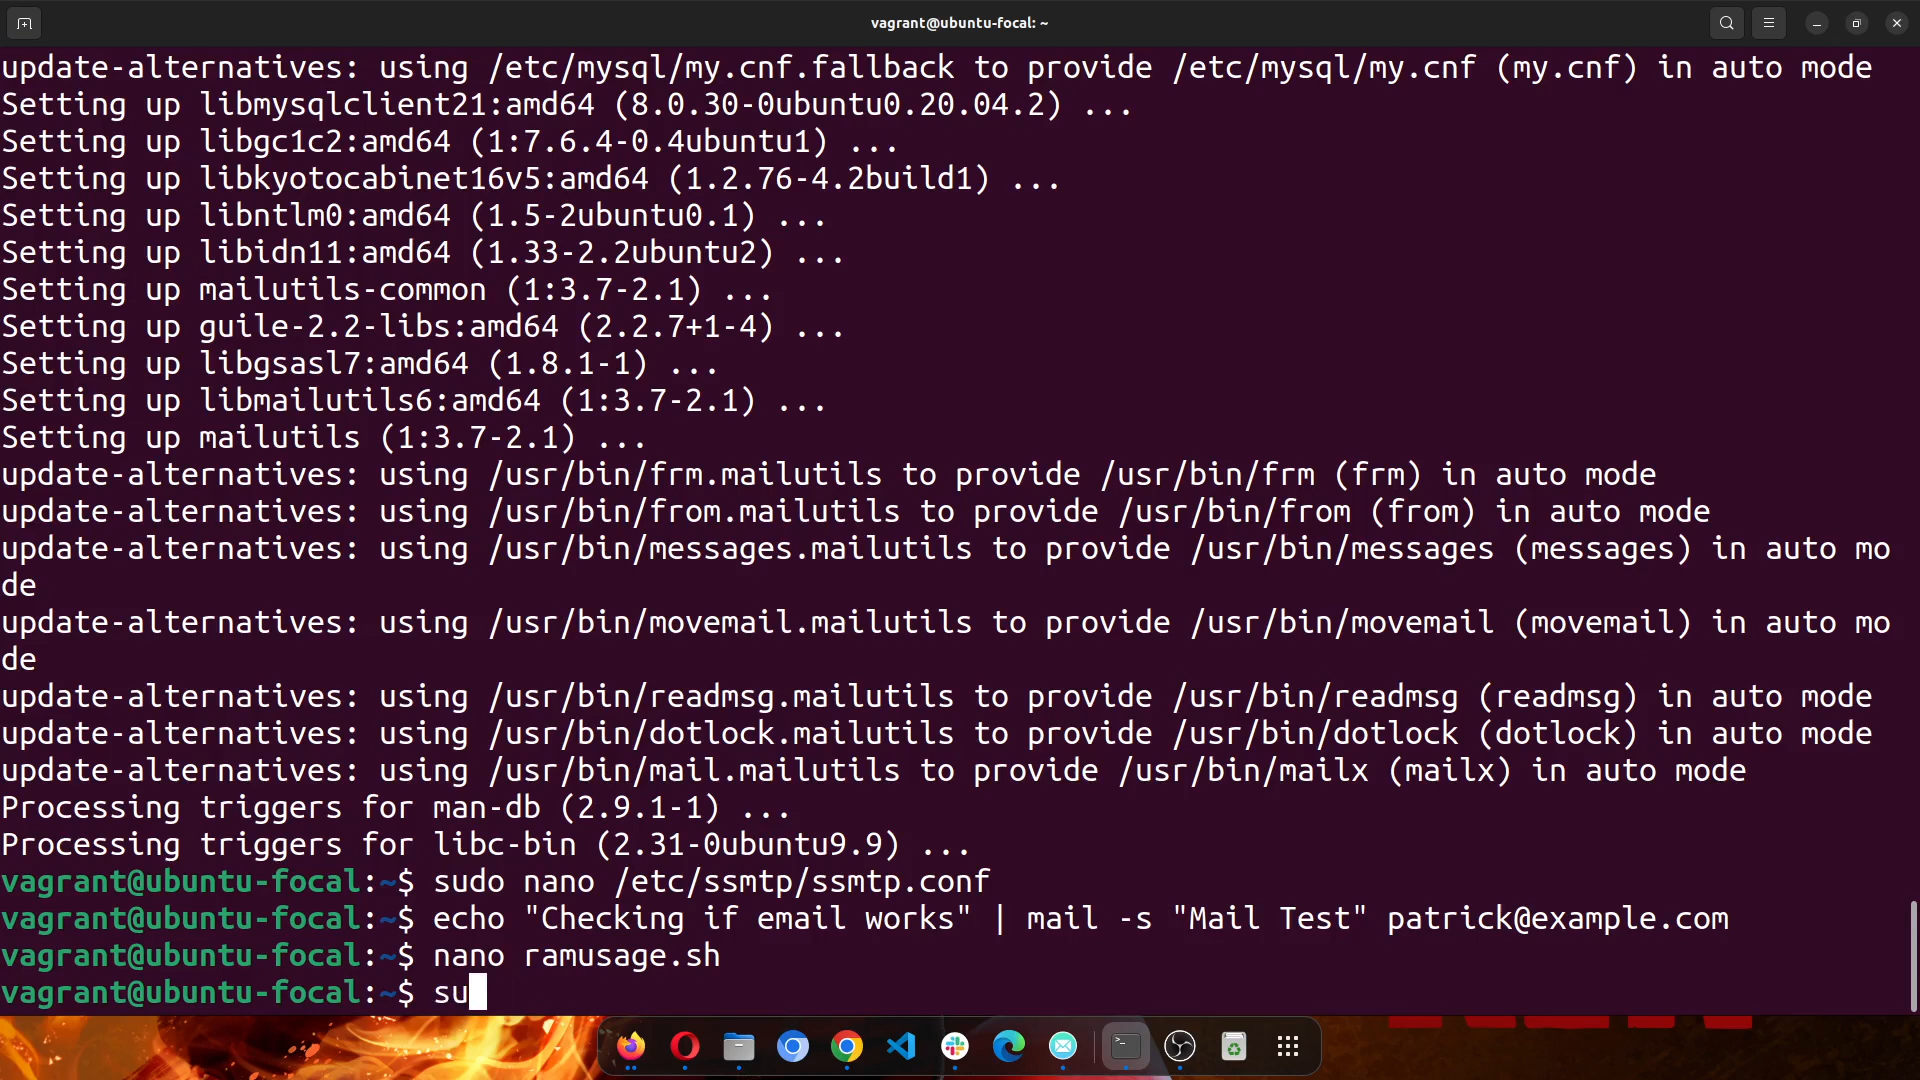 vagrant@ubuntu-focal: ~
update-alternatives: using /etc/mysql/my.cnf.fallback to provide /etc/mysql/my.cnf (my.cnf) in auto mode
Setting up libmysqlclient21:amd64 (8.0.30-0ubuntu0.20.04.2) ...
Setting up libgc1c2:amd64 (1:7.6.4-0.4ubuntu1) ...
Setting up libkyotocabinet16v5:amd64 (1.2.76-4.2build1) ...
Setting up libntlm0:amd64 (1.5-2ubuntu0.1) ...
Setting up libidn11:amd64 (1.33-2.2ubuntu2) ...
Setting up mailutils-common (1:3.7-2.1) ...
Setting up guile-2.2-libs:amd64 (2.2.7+1-4) ...
Setting up libgsasl7:amd64 (1.8.1-1) ...
Setting up libmailutils6:amd64 (1:3.7-2.1) ...
Setting up mailutils (1:3.7-2.1) ...
update-alternatives: using /usr/bin/frm.mailutils to provide /usr/bin/frm (frm) in auto mode
update-alternatives: using /usr/bin/from.mailutils to provide /usr/bin/from (from) in auto mode
update-alternatives: using /usr/bin/messages.mailutils to provide /usr/bin/messages (messages) in auto mo
de
update-alternatives: using /usr/bin/movemail.mailutils to provide /usr/bin/movemail (movemail) in auto mo
de
update-alternatives: using /usr/bin/readmsg.mailutils to provide /usr/bin/readmsg (readmsg) in auto mode
update-alternatives: using /usr/bin/dotlock.mailutils to provide /usr/bin/dotlock (dotlock) in auto mode
update-alternatives: using /usr/bin/mail.mailutils to provide /usr/bin/mailx (mailx) in auto mode
Processing triggers for man-db (2.9.1-1) ...
Processing triggers for libc-bin (2.31-0ubuntu9.9) ...
vagrant@ubuntu-focal:~$ sudo nano /etc/ssmtp/ssmtp.conf
vagrant@ubuntu-focal:~$ echo "Checking if email works" | mail -s "Mail Test" patrick@example.com
vagrant@ubuntu-focal:~$ nano ramusage.sh
vagrant@ubuntu-focal:~$ su